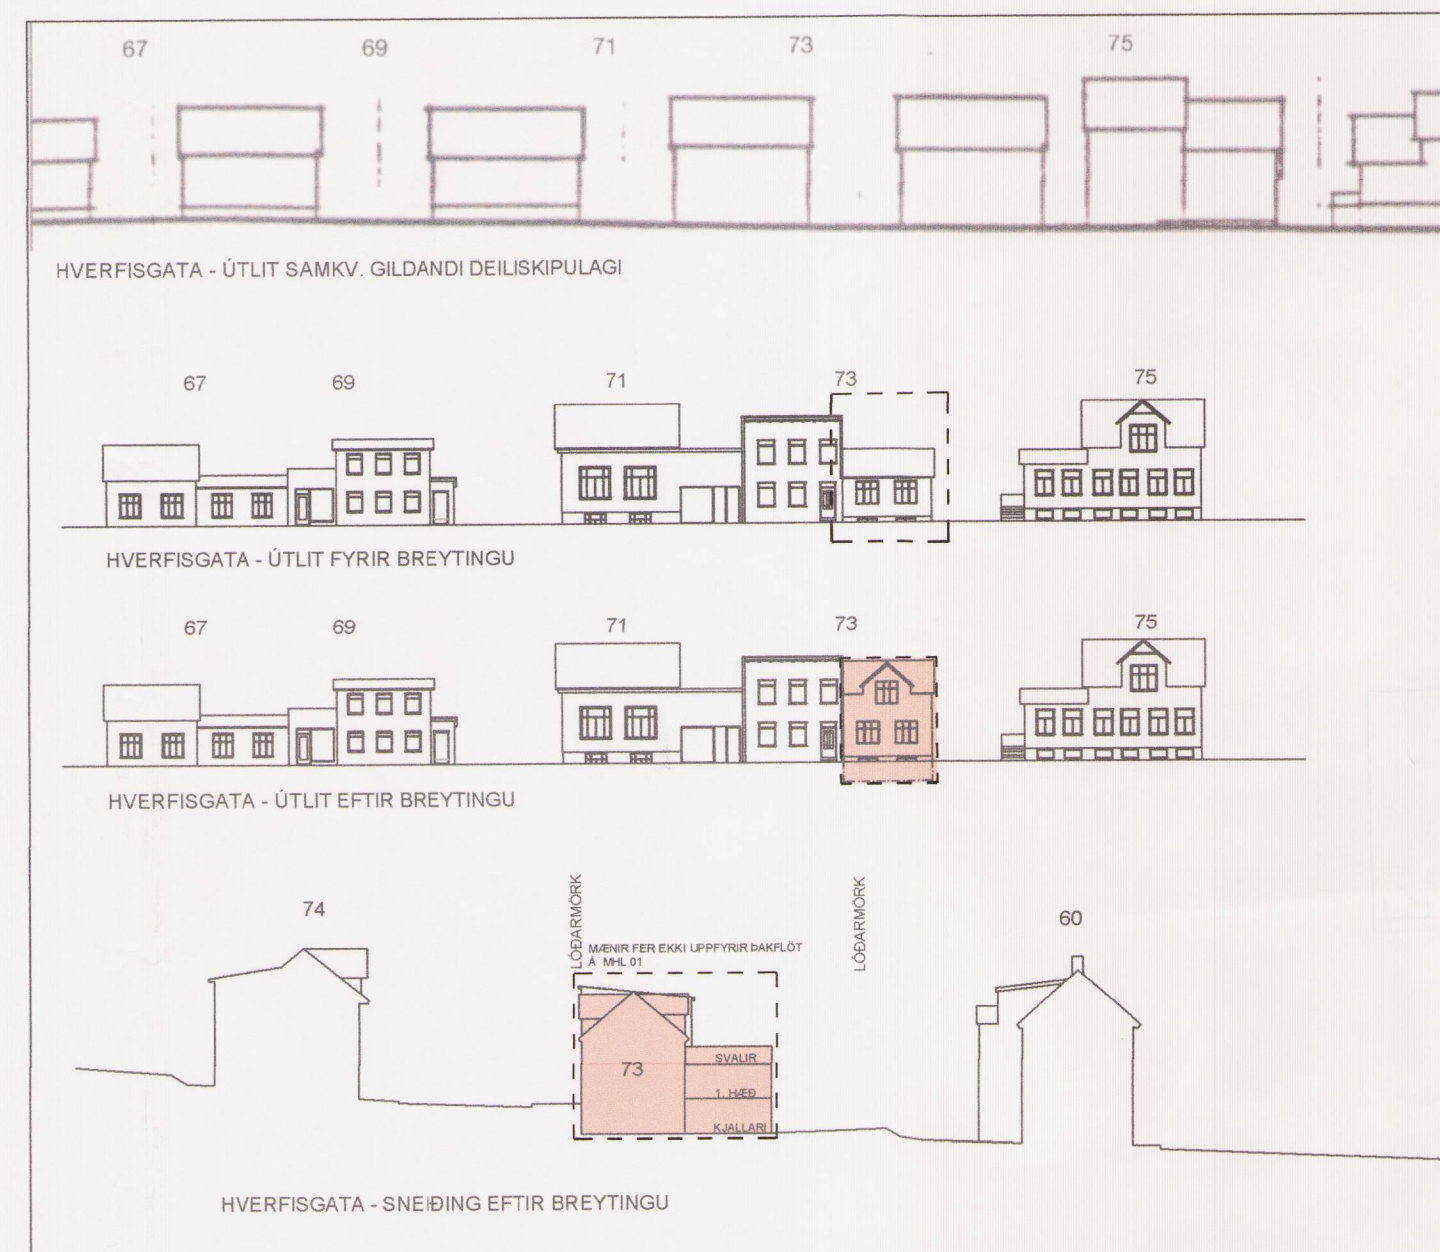 67 69 71 73 75
HVERFISGATA - ÚTLIT SAMKV. GILDANDI DEILISKIPULAGI
67 69 71 73 75
HVERFISGATA - ÚTLIT FYRIR BREYTINGU
67 69 71 73 75
HVERFISGATA - ÚTLIT EFTIR BREYTINGU
LÓÐARMÖRK
LÓÐARMÖRK
74
60
MÆNIR FER EKKI UPPFYRIR ÞAKFLÖT
Á MHL 01
73
SVALIR
1. HÆÐ
KJALLARI
HVERFISGATA - SNEIÐING EFTIR BREYTINGU